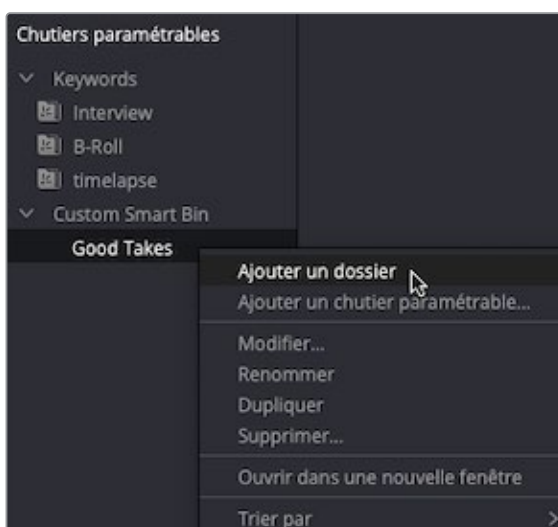 Chutiers paramétrables
Keywords
Interview
B-Roll
timelapse
Custom Smart Bin
Good Takes
Ajouter un dossier
Ajouter un chutier paramétrable...
Modifier...
Renommer
Dupliquer
Supprimer...
Ouvrir dans une nouvelle fenêtre
Trier par